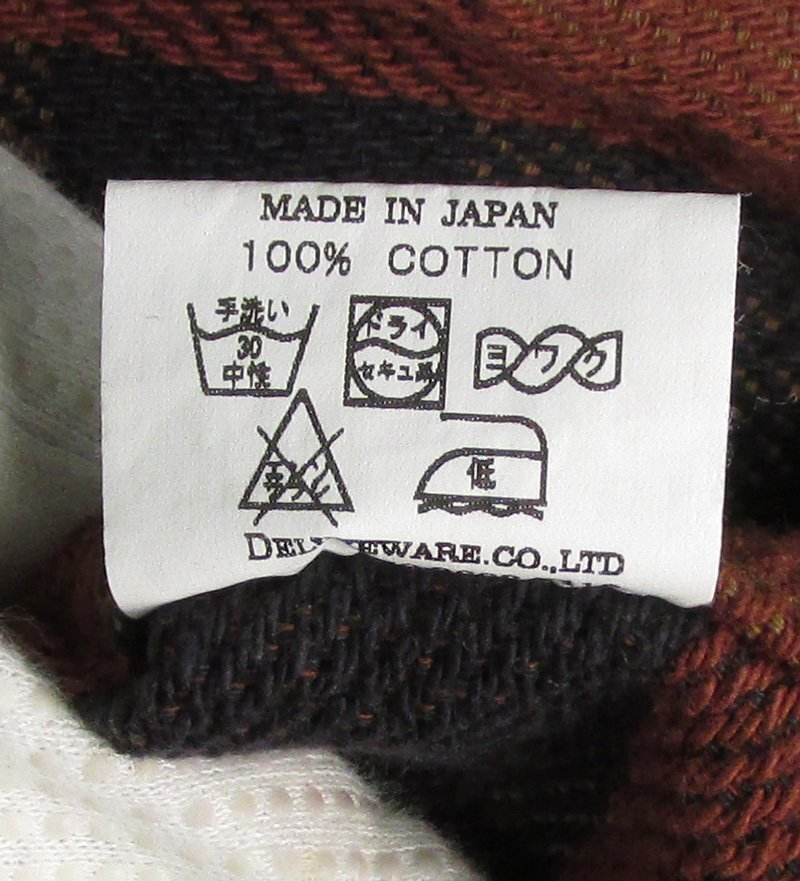 MADE IN JAPAN
100% COTTON
手洗い
30
中性
ドライ
セキユ系
ヨワク
低
CO.,LTD